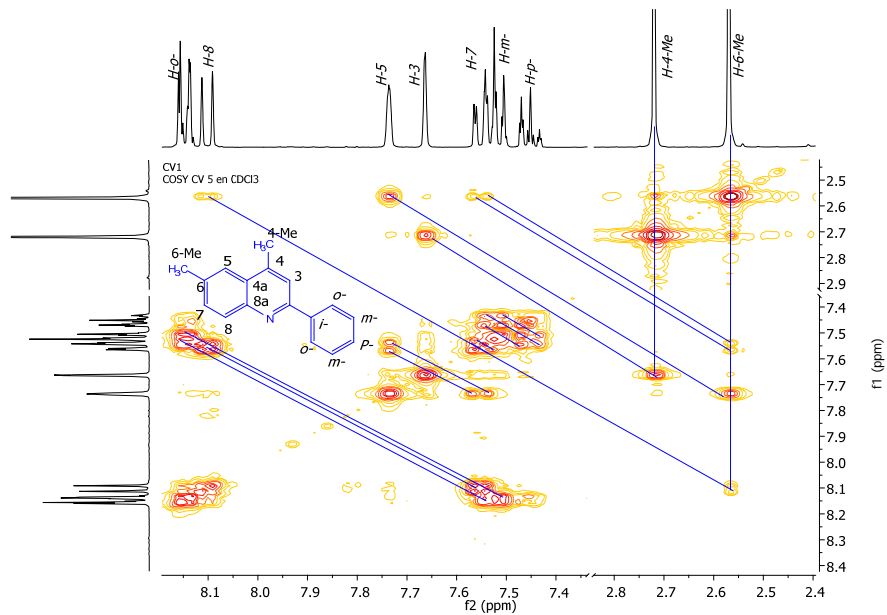 H-o-
H-8
H-5
H-3
H-7
H-m-
H-p-
H-4-Me
H-6-Me
CV1
COSY CV 5 en CDCl3
4-Me
CH3
6-Me
H3C
5
4
3
4a
6
8a
7
8
N
i-
o-
m-
P-
o-
m-
2.5
2.6
2.7
2.8
2.9
7.4
7.5
7.6
7.7
7.8
7.9
8.0
8.1
8.2
8.3
8.4
f1 (ppm)
8.1 8.0 7.9 7.8 7.7 7.6 7.5 7.4 2.8 2.7 2.6 2.5 2.4
f2 (ppm)